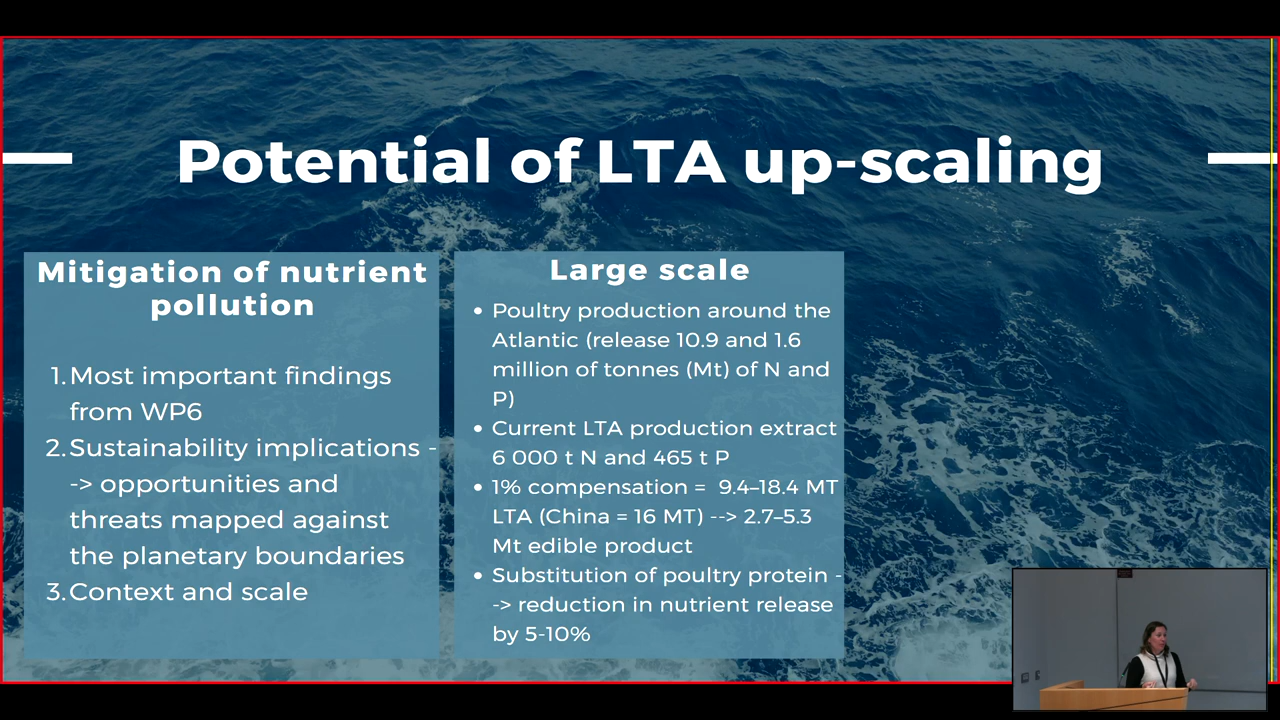 Potential of LTA up-scaling
Mitigation of nutrient
pollution
1. Most important findings
from WP6
2. Sustainability implications -
-> opportunities and
threats mapped against
the planetary boundaries
3. Context and scale
Large scale
• Poultry production around the
Atlantic (release 10.9 and 1.6
million of tonnes (Mt) of N and
P)
• Current LTA production extract
6 000 t N and 465 t P
• 1% compensation = 9.4–18.4 MT
LTA (China = 16 MT) --> 2.7–5.3
Mt edible product
• Substitution of poultry protein -
-> reduction in nutrient release
by 5-10%